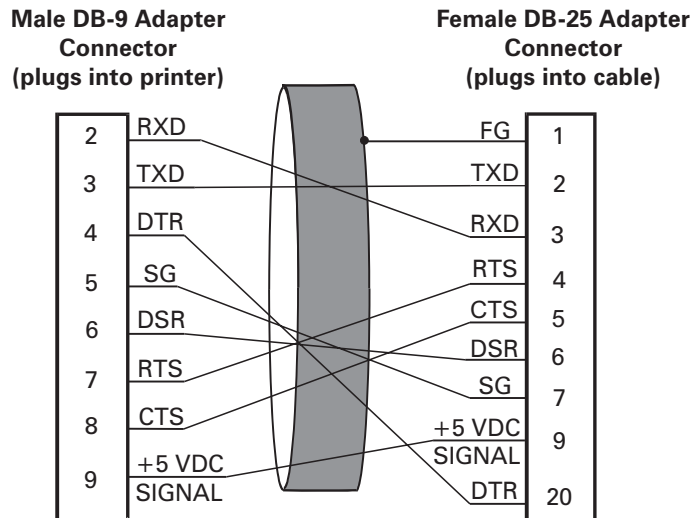 Male DB-9 Adapter
Connector
(plugs into printer)
Female DB-25 Adapter
Connector
(plugs into cable)
2 RXD
3 TXD
4 DTR
5 SG
6 DSR
7 RTS
8 CTS
9 +5 VDC
SIGNAL
FG 1
TXD 2
RXD 3
RTS 4
CTS 5
DSR 6
SG 7
+5 VDC 9
SIGNAL
DTR 20